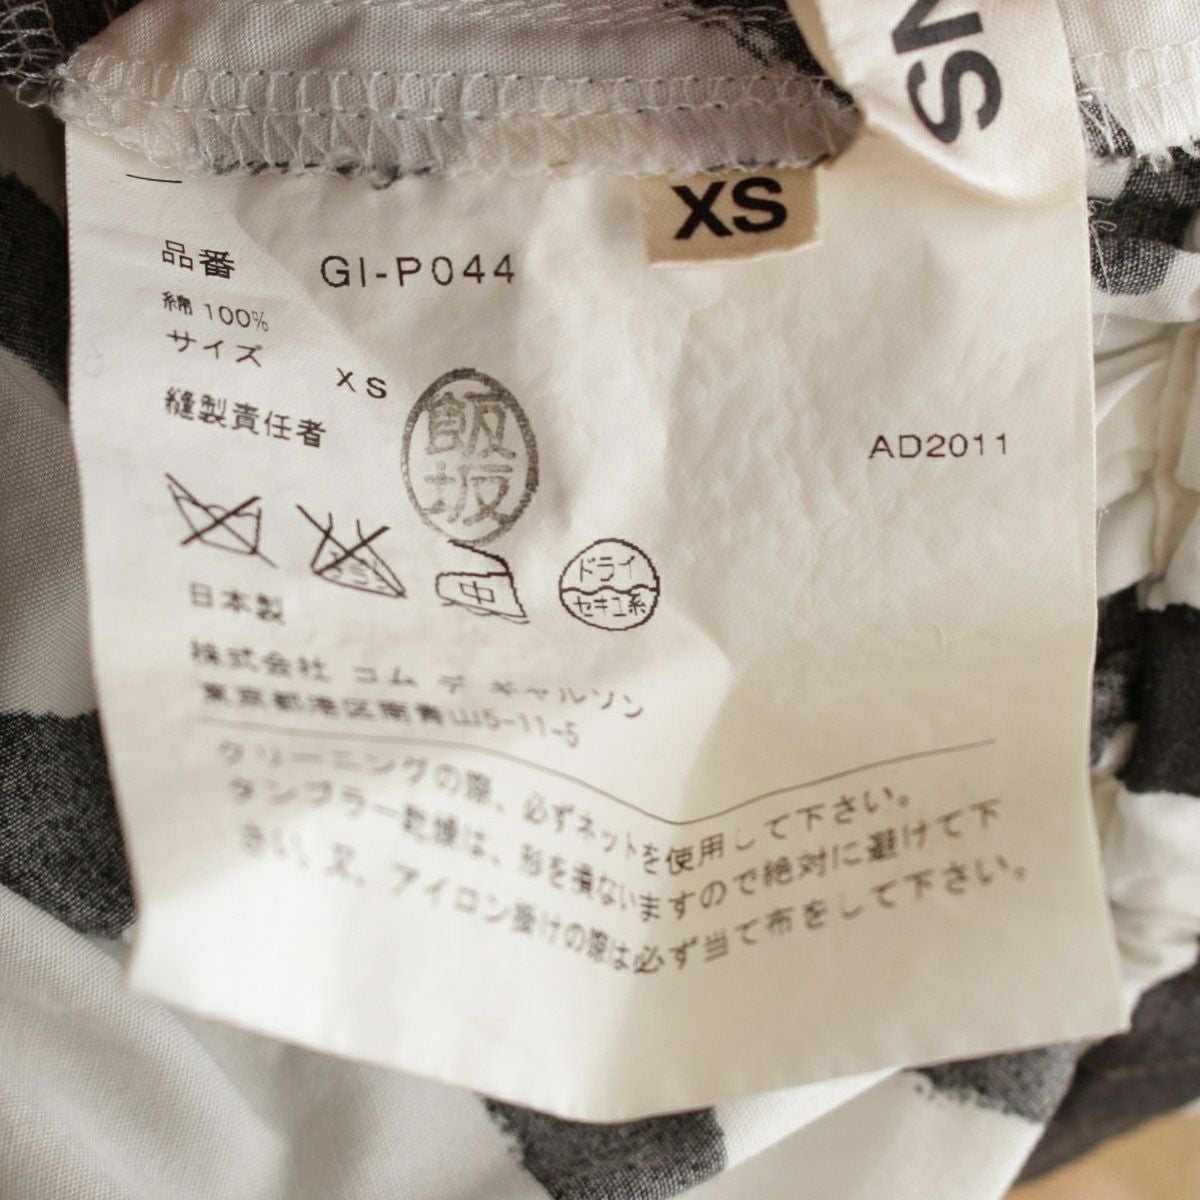 NS
XS
品番 GI-P044
綿 100%
サイズ XS
縫製責任者 飯坂
AD2011
中
ドライ
セキユ系
日本製
株式会社 コム デ ギャルソン
東京都港区南青山5-11-5
クリーニングの際、必ずネットを使用して下さい。
タンブラー乾燥は、形を損ないますので絶対に避けて下
さい。又、アイロン掛けの際は必ず当て布をして下さい。